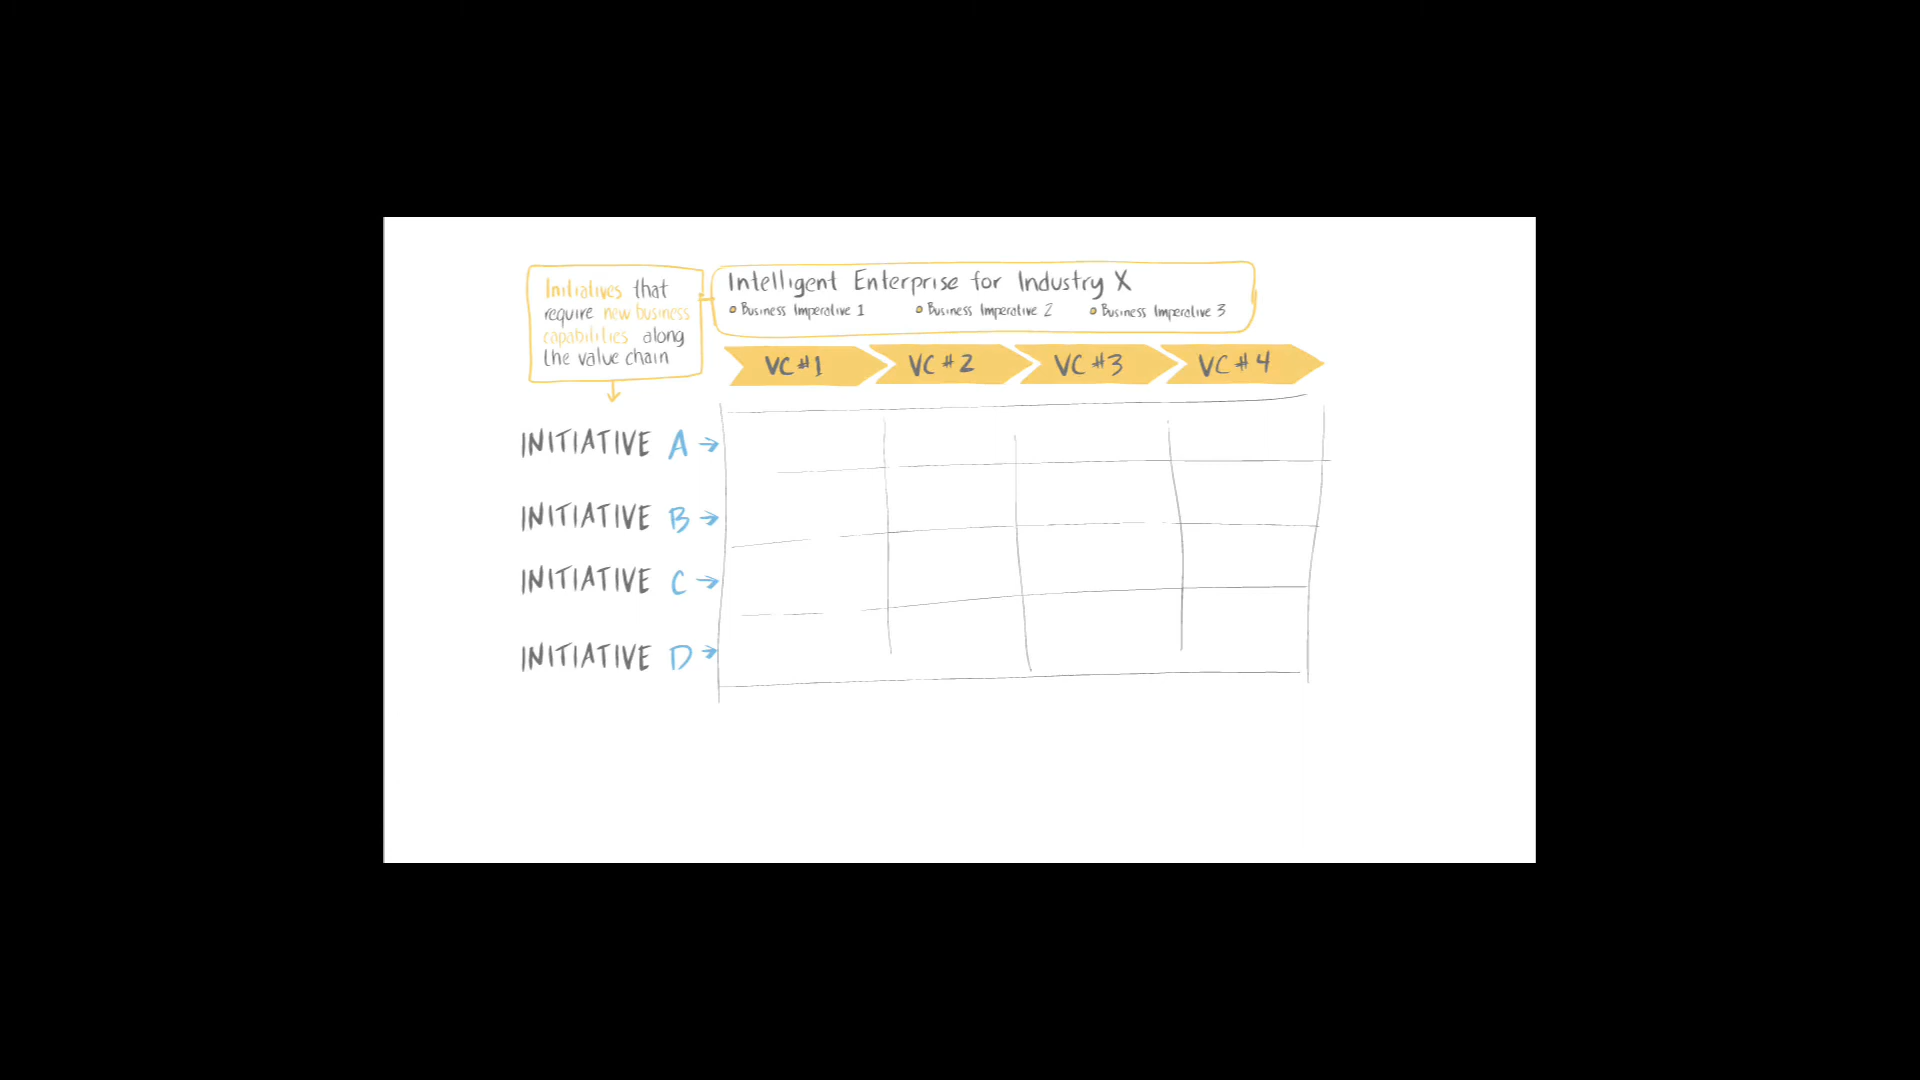 Initiatives that
require new business
capabilities along
the value chain
Intelligent Enterprise for Industry X
Business Imperative 1
Business Imperative 2
Business Imperative 3
VC #1
VC #2
VC #3
VC #4
INITIATIVE A
INITIATIVE B
INITIATIVE C
INITIATIVE D